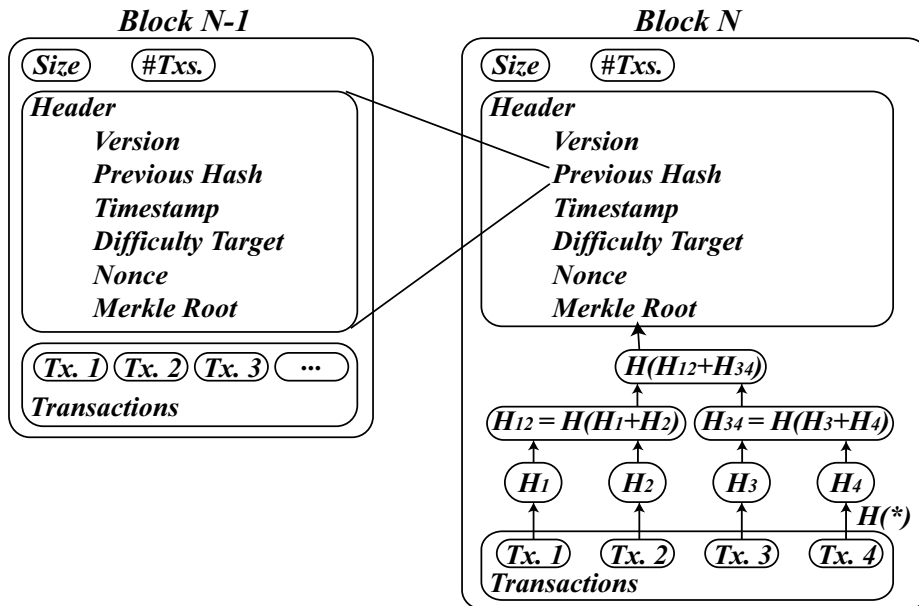 Block N-1
Size #Txs.
Header
Version
Previous Hash
Timestamp
Difficulty Target
Nonce
Merkle Root
Tx. 1 Tx. 2 Tx. 3 ...
Transactions
Block N
Size #Txs.
Header
Version
Previous Hash
Timestamp
Difficulty Target
Nonce
Merkle Root
H(H12+H34)
H12 = H(H1+H2) H34 = H(H3+H4)
H1 H2 H3 H4
H(*)
Tx. 1 Tx. 2 Tx. 3 Tx. 4
Transactions